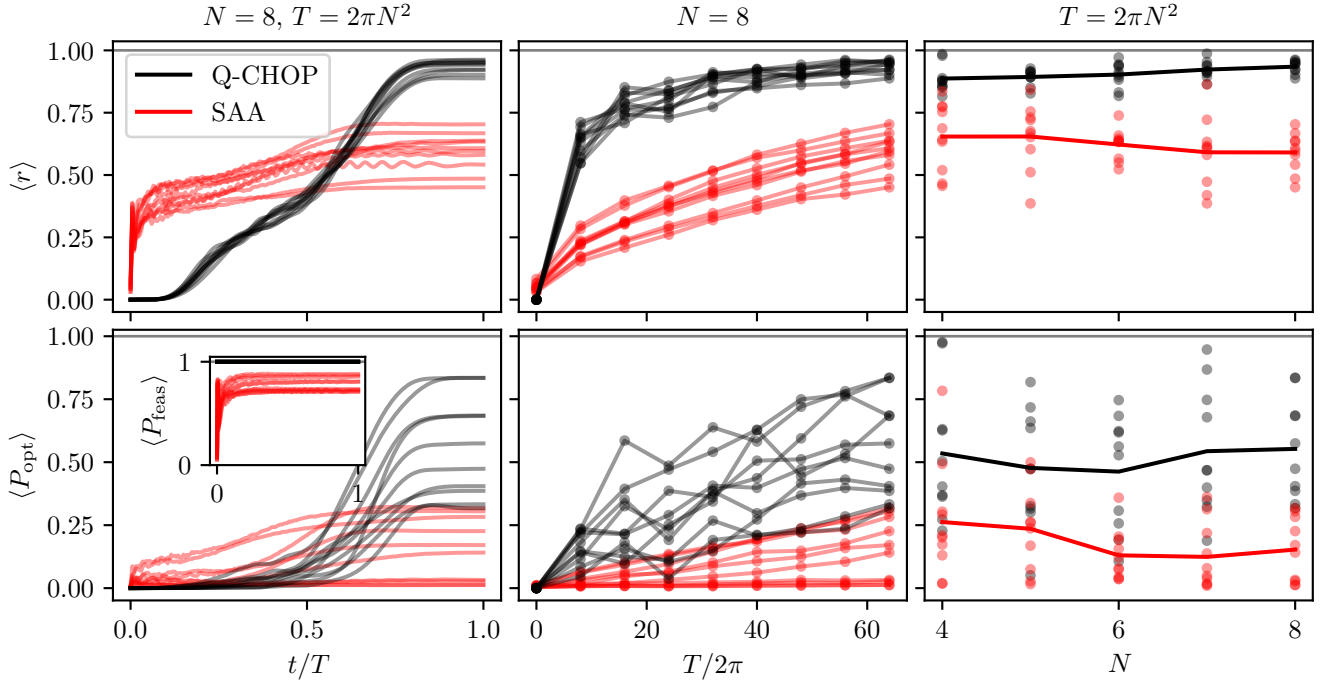 N = 8, T = 2πN²
N = 8
T = 2πN²
⟨r⟩
1.00
0.75
0.50
0.25
0.00
Q-CHOP
SAA
⟨P_opt⟩
1.00
0.75
0.50
0.25
0.00
⟨P_feas⟩
1
0
0
1
0.0
0.5
1.0
t/T
0
20
40
60
T/2π
4
6
8
N